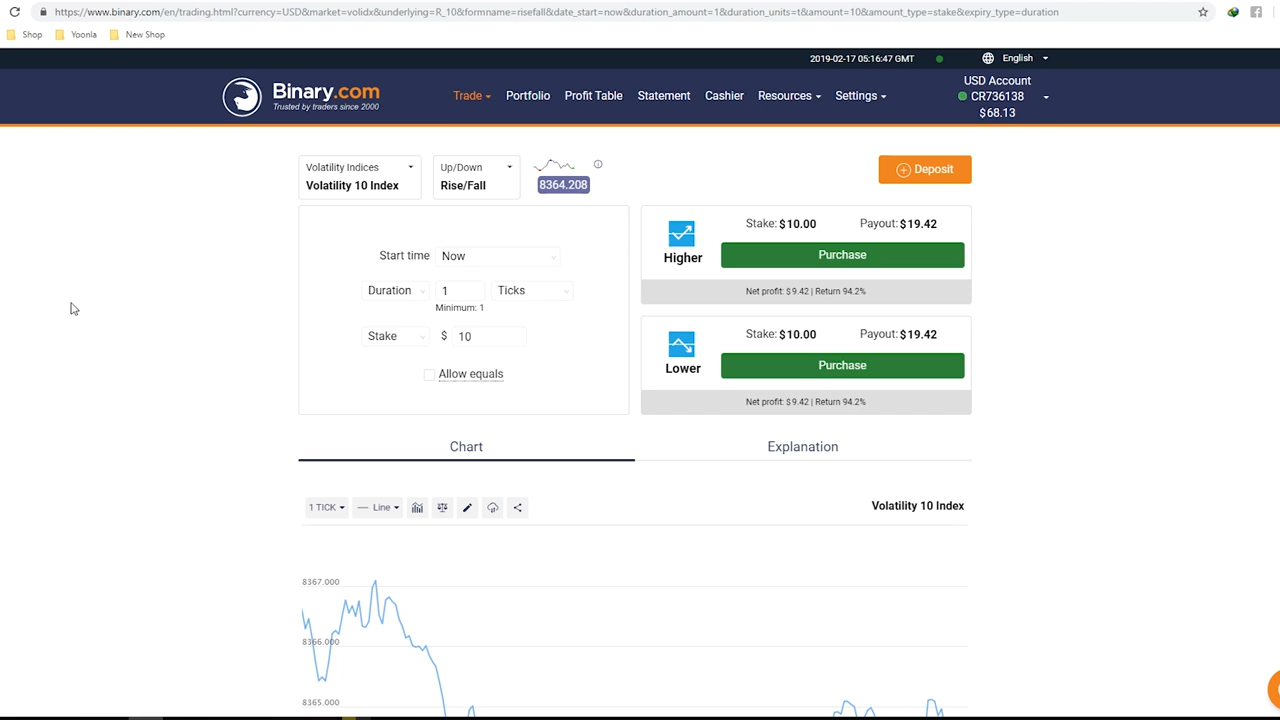 https://www.binary.com/en/trading.html?currency=USD&market=volidx&underlying=R_10&formname=risefall&date_start=now&duration_amount=1&duration_units=t&amount=10&amount_type=stake&expiry_type=duration
Shop Yoonla New Shop
2019-02-17 05:16:47 GMT English
Binary.com
Trusted by traders since 2000
Trade Portfolio Profit Table Statement Cashier Resources Settings
USD Account
CR736138
$68.13
Volatility Indices
Volatility 10 Index
Up/Down
Rise/Fall
8364.208
Deposit
Start time Now
Duration 1 Ticks
Minimum: 1
Stake $ 10
Allow equals
Higher
Stake: $10.00 Payout: $19.42
Purchase
Net profit: $9.42 | Return 94.2%
Lower
Stake: $10.00 Payout: $19.42
Purchase
Net profit: $9.42 | Return 94.2%
Chart Explanation
1 TICK Line Volatility 10 Index
8367.000
8366.000
8365.000